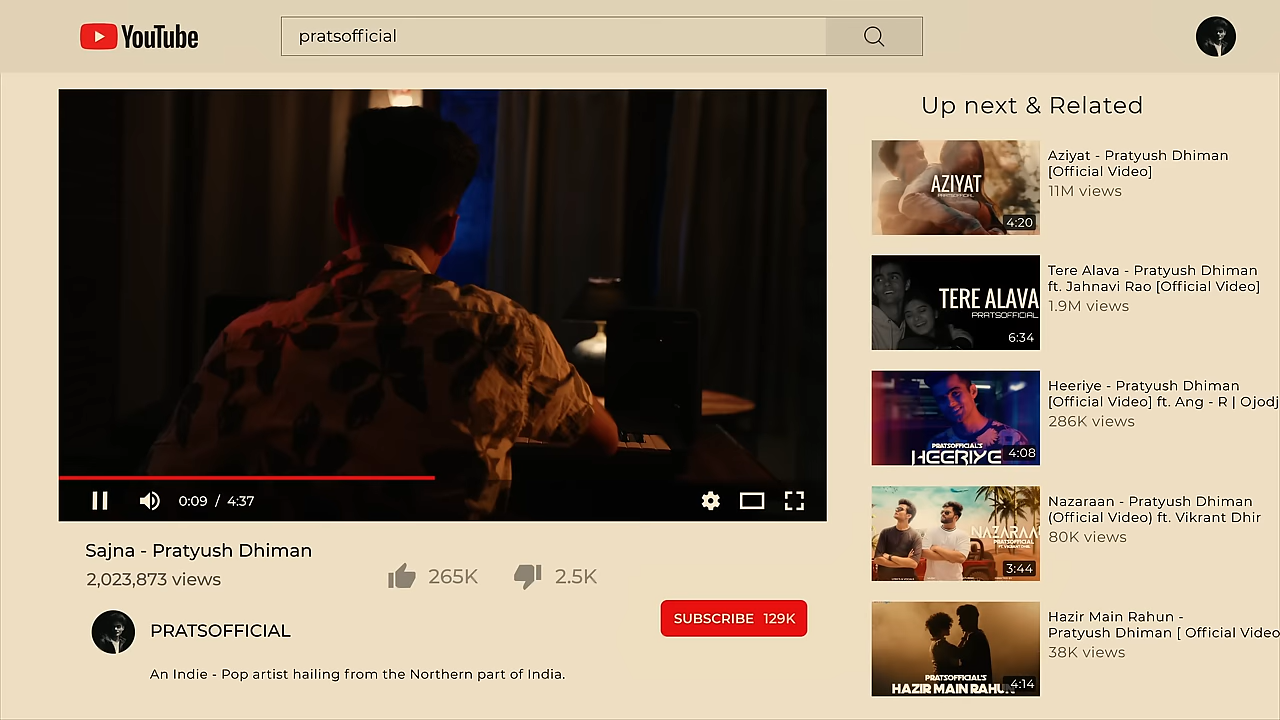 YouTube
pratsofficial
0:09 / 4:37
Sajna - Pratyush Dhiman
2,023,873 views
265K
2.5K
PRATSOFFICIAL
SUBSCRIBE 129K
An Indie - Pop artist hailing from the Northern part of India.
Up next & Related
AZIYAT
PRATSOFFICIAL
4:20
Aziyat - Pratyush Dhiman
[Official Video]
11M views
TERE ALAVA
PRATSOFFICIAL
6:34
Tere Alava - Pratyush Dhiman
ft. Jahnavi Rao [Official Video]
1.9M views
PRATSOFFICIAL'S
HEERIYE
4:08
Heeriye - Pratyush Dhiman
[Official Video] ft. Ang - R | Ojodj
286K views
NAZARAA
PRATSOFFICIAL
FT. VIKRANT DHIR
3:44
Nazaraan - Pratyush Dhiman
(Official Video) ft. Vikrant Dhir
80K views
PRATSOFFICIAL'S
HAZIR MAIN RAHUN
4:14
Hazir Main Rahun -
Pratyush Dhiman [ Official Video
38K views